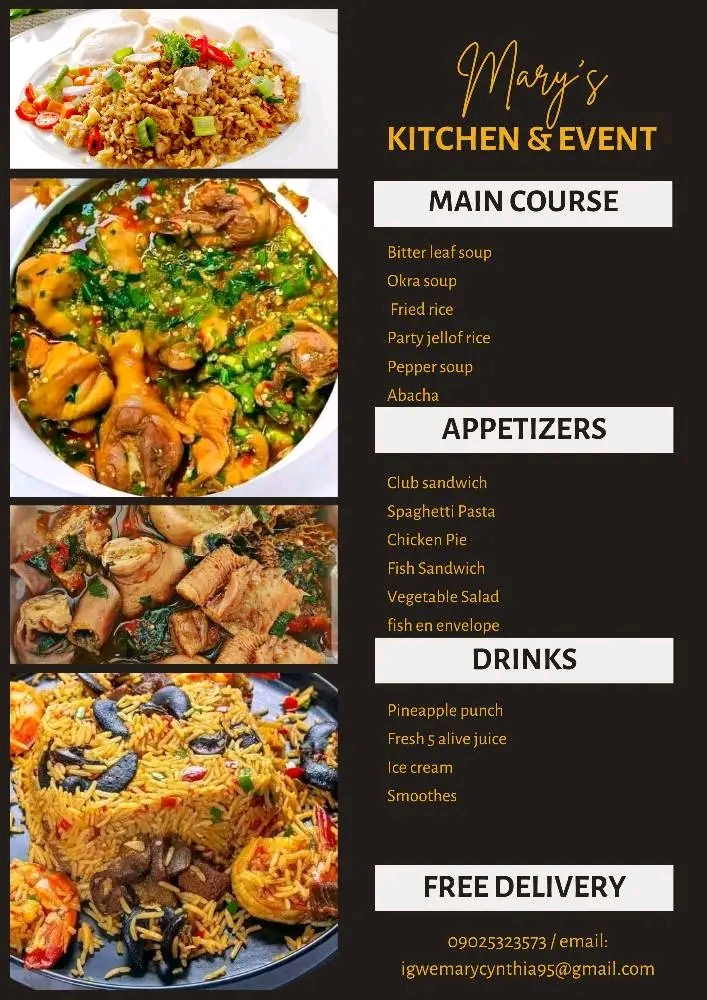 Mary's
KITCHEN & EVENT
MAIN COURSE
Bitter leaf soup
Okra soup
Fried rice
Party jellof rice
Pepper soup
Abacha
APPETIZERS
Club sandwich
Spaghetti Pasta
Chicken Pie
Fish Sandwich
Vegetable Salad
fish en envelope
DRINKS
Pineapple punch
Fresh 5 alive juice
Ice cream
Smoothes
FREE DELIVERY
09025323573 / email:
igwemarycynthia95@gmail.com